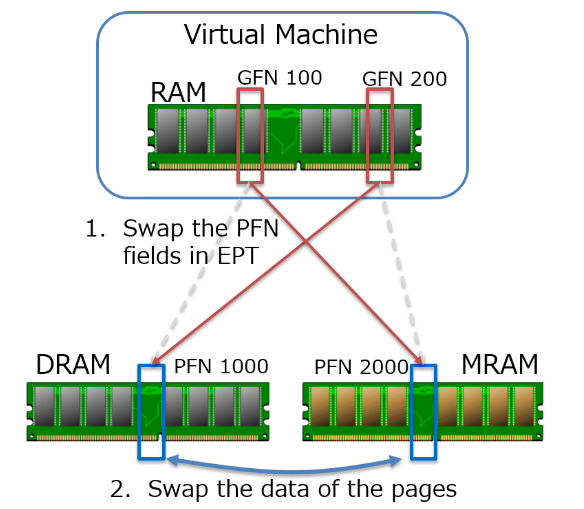 Virtual Machine
GFN 100
GFN 200
RAM
1. Swap the PFN
fields in EPT
DRAM
PFN 1000
PFN 2000
MRAM
2. Swap the data of the pages